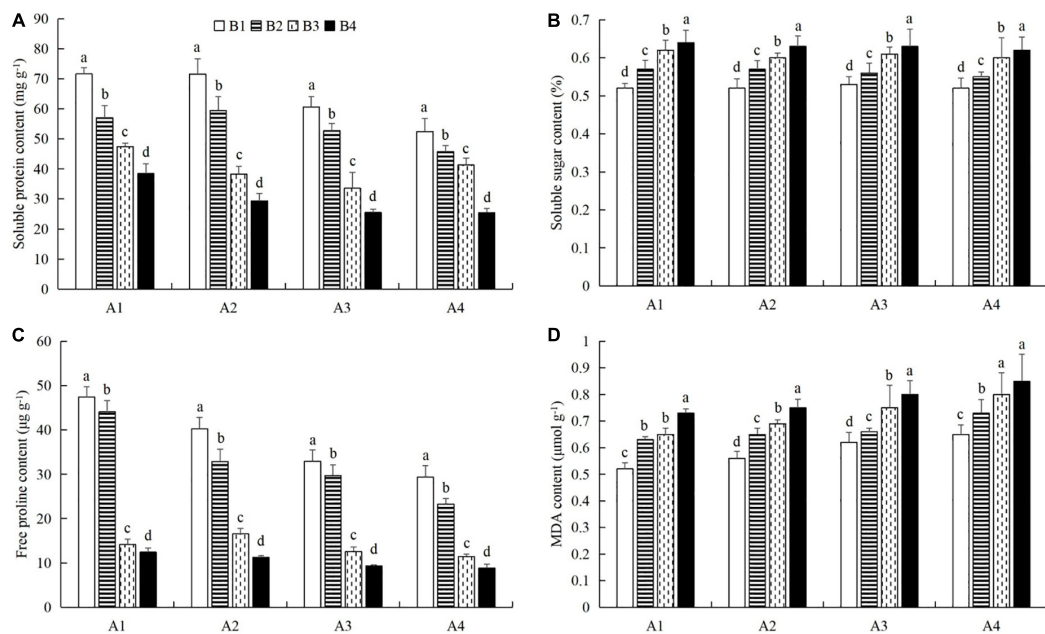 A
B1 B2 B3 B4
Soluble protein content (mg g-1)
90
80
70
60
50
40
30
20
10
0
a b c d
a b c d
a b c d
a b c d
A1 A2 A3 A4
B
Soluble sugar content (%)
0.7
0.6
0.5
0.4
0.3
0.2
0.1
0
d c b a
d c b a
d c b a
d c b a
A1 A2 A3 A4
C
Free proline content (μg g-1)
60
50
40
30
20
10
0
a b c d
a b c d
a b c d
a b c d
A1 A2 A3 A4
D
MDA content (μmol g-1)
1
0.9
0.8
0.7
0.6
0.5
0.4
0.3
0.2
0.1
0
c b b a
d c b a
d c b a
c b a a
A1 A2 A3 A4